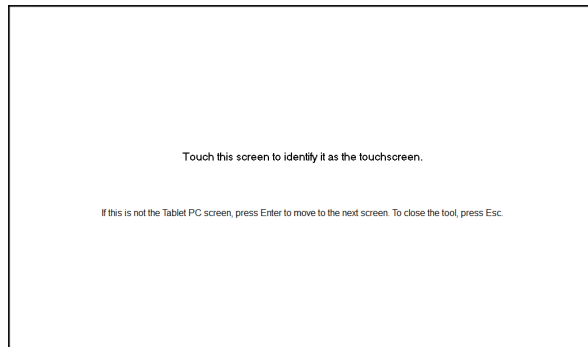 Touch this screen to identify it as the touchscreen.
If this is not the Tablet PC screen, press Enter to move to the next screen. To close the tool, press Esc.